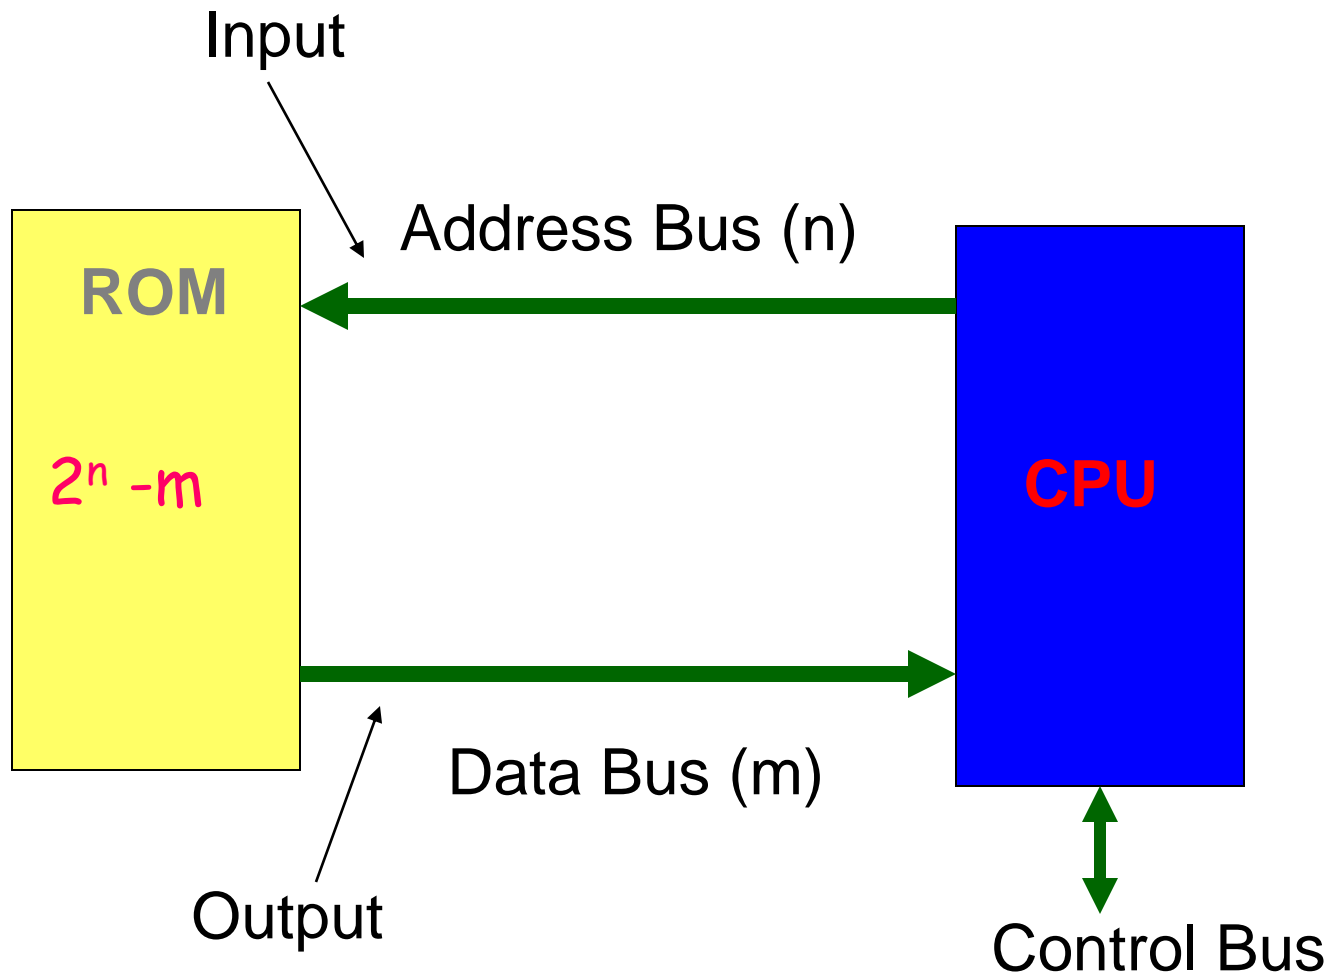 Input
Address Bus (n)
ROM
2ⁿ -m
CPU
Data Bus (m)
Output
Control Bus